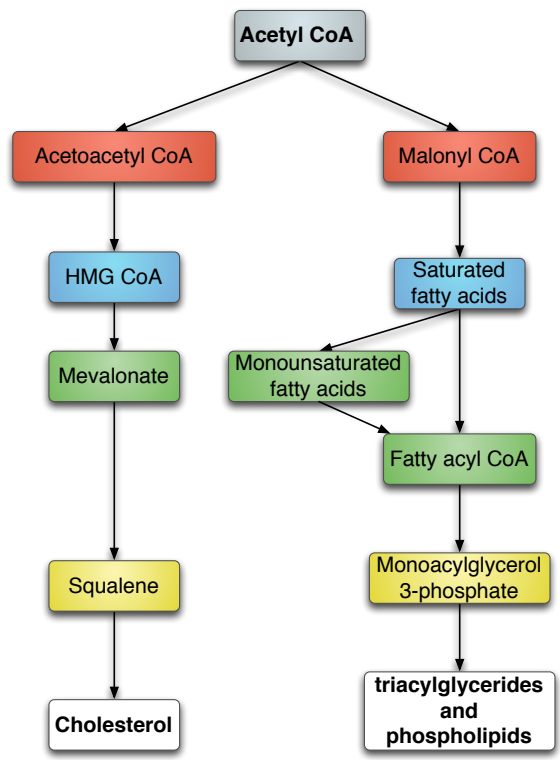 Acetyl CoA
Acetoacetyl CoA
Malonyl CoA
HMG CoA
Saturated
fatty acids
Mevalonate
Monounsaturated
fatty acids
Fatty acyl CoA
Squalene
Monoacylglycerol
3-phosphate
Cholesterol
triacylglycerides
and
phospholipids